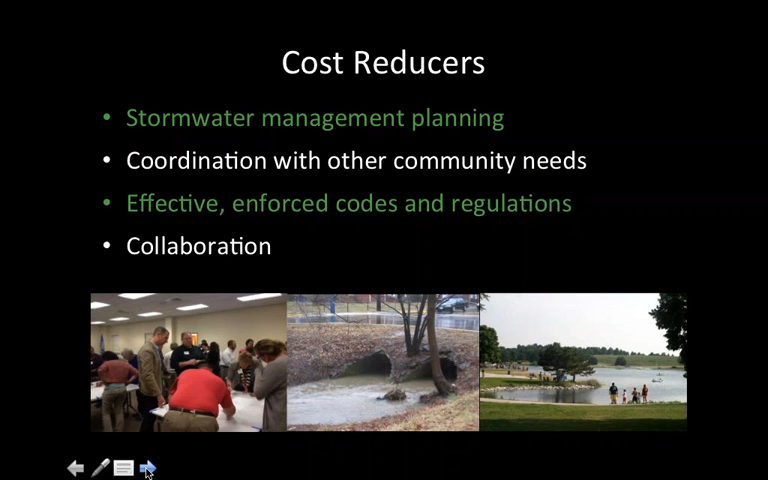 Cost Reducers
• Stormwater management planning
• Coordination with other community needs
• Effective, enforced codes and regulations
• Collaboration